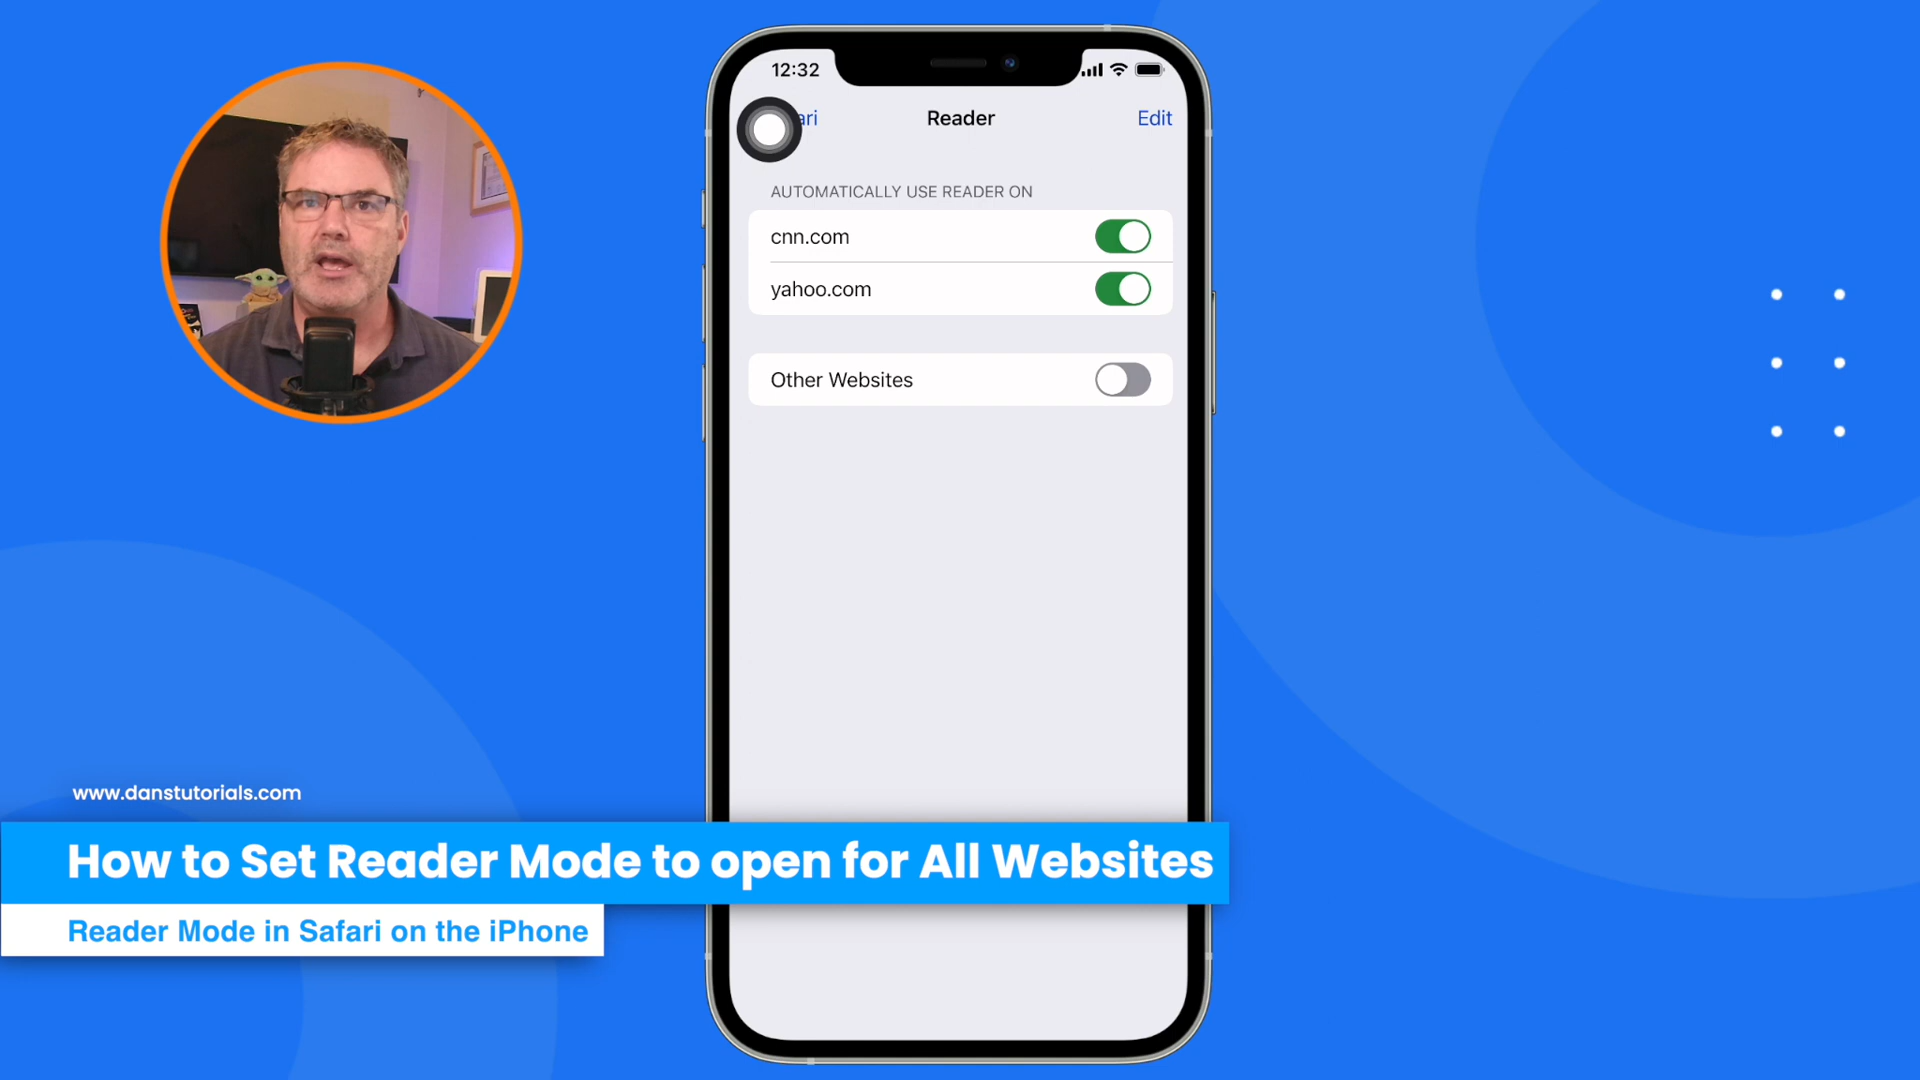 12:32
ari
Reader
Edit
AUTOMATICALLY USE READER ON
cnn.com
yahoo.com
Other Websites
www.danstutorials.com
How to Set Reader Mode to open for All Websites
Reader Mode in Safari on the iPhone